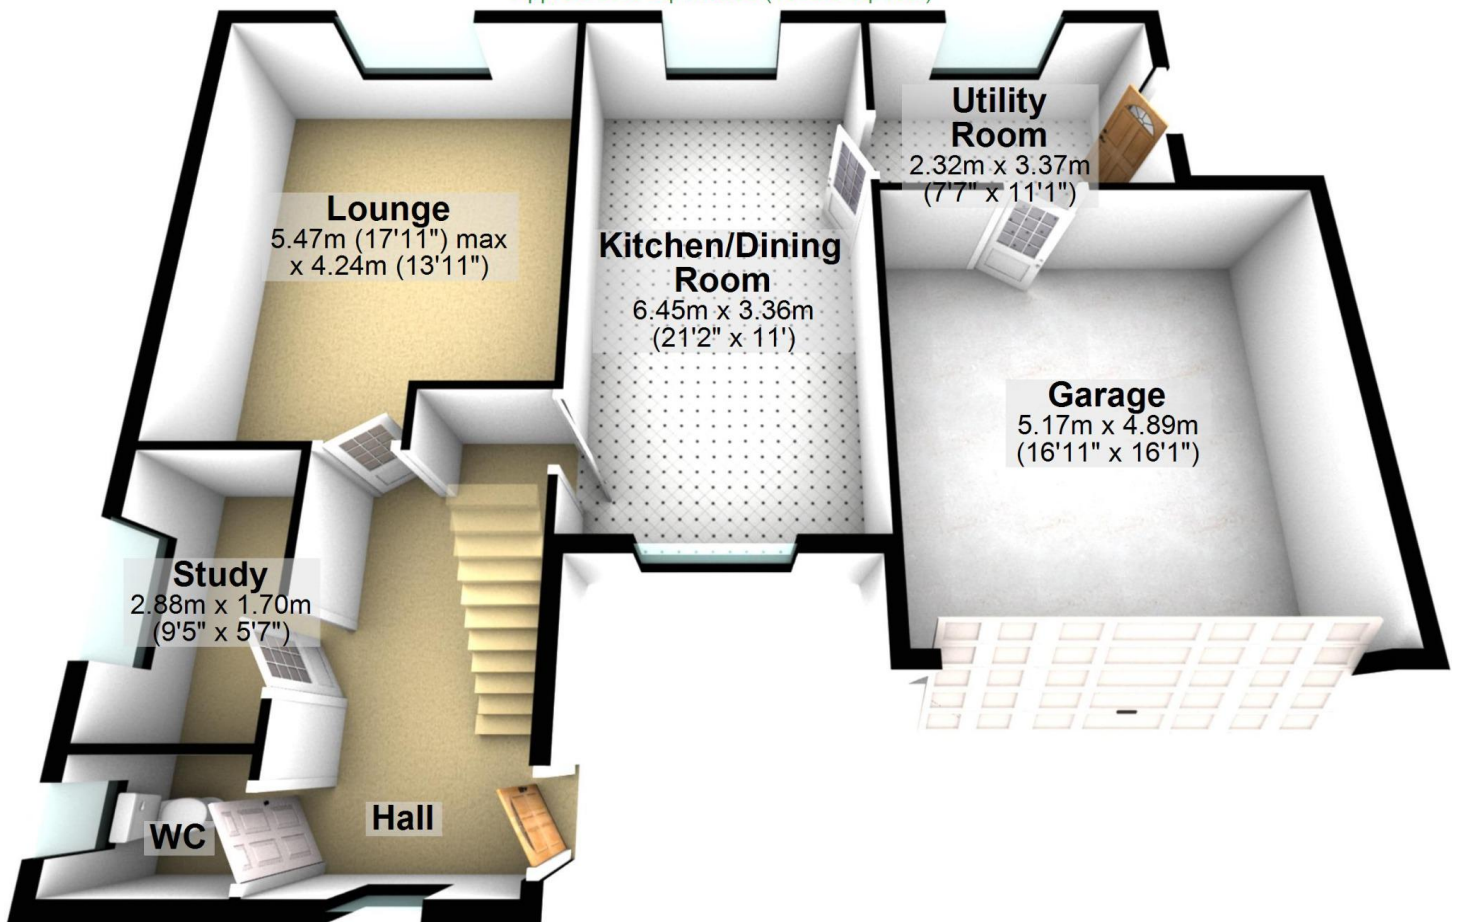 Utility
Room
2.32m x 3.37m
(7'7" x 11'1")
Lounge
5.47m (17'11") max
x 4.24m (13'11")
Kitchen/Dining
Room
6.45m x 3.36m
(21'2" x 11')
Garage
5.17m x 4.89m
(16'11" x 16'1")
Study
2.88m x 1.70m
(9'5" x 5'7")
Hall
WC